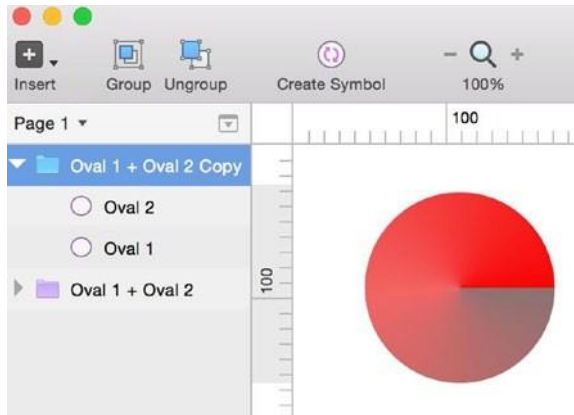 Insert Group Ungroup Create Symbol 100%
Page 1
100
Oval 1 + Oval 2 Copy
Oval 2
Oval 1
100
Oval 1 + Oval 2